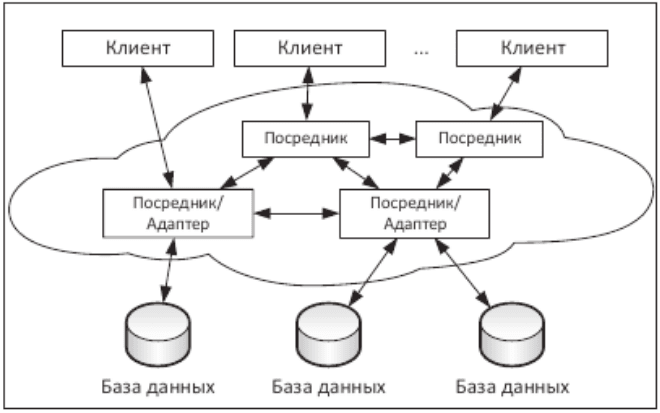 Клиент
Клиент
...
Клиент
Посредник
Посредник
Посредник/
Адаптер
Посредник/
Адаптер
База данных
База данных
База данных